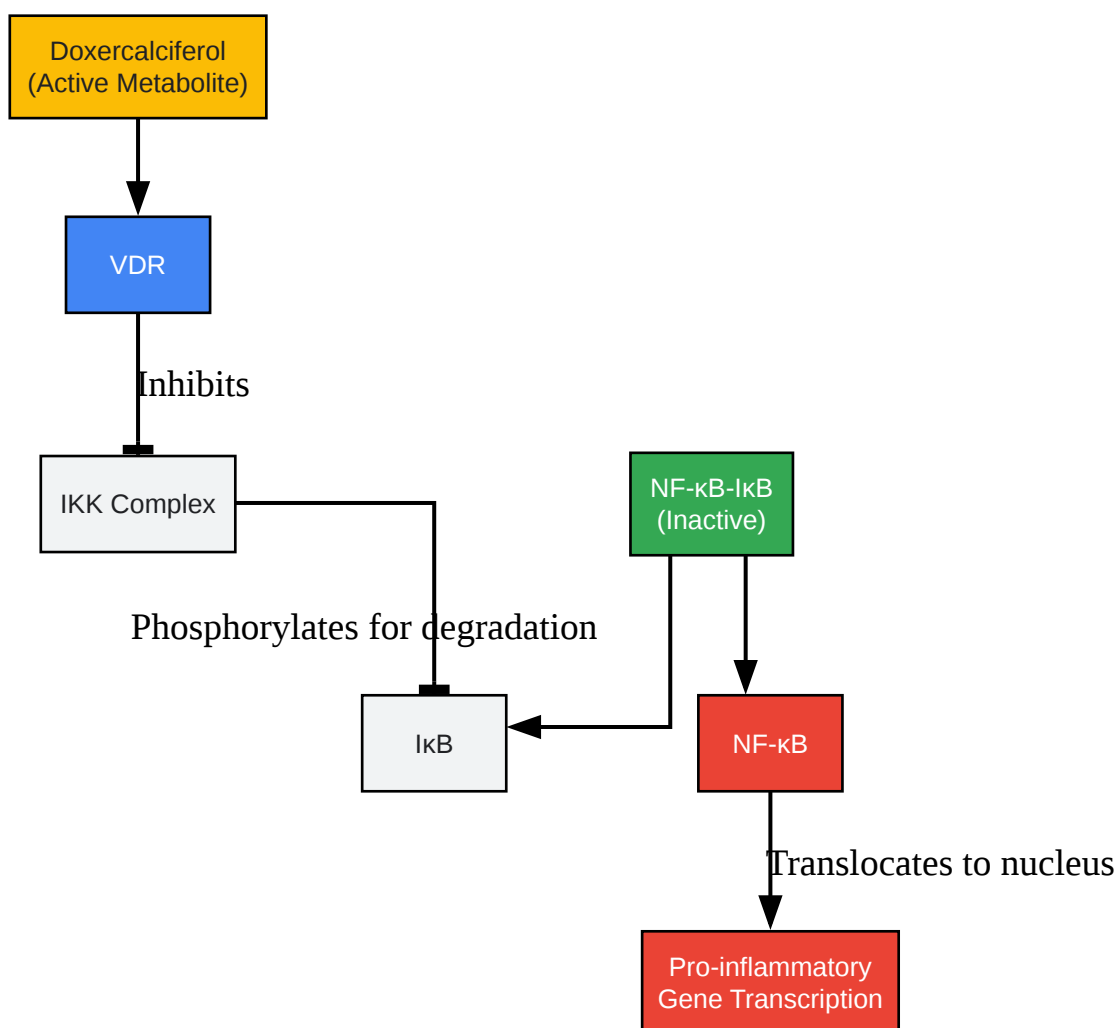 Doxercalciferol
(Active Metabolite)
VDR
Inhibits
IKK Complex
NF-κB-IκB
(Inactive)
Phosphorylates for degradation
IκB
NF-κB
Translocates to nucleus
Pro-inflammatory
Gene Transcription